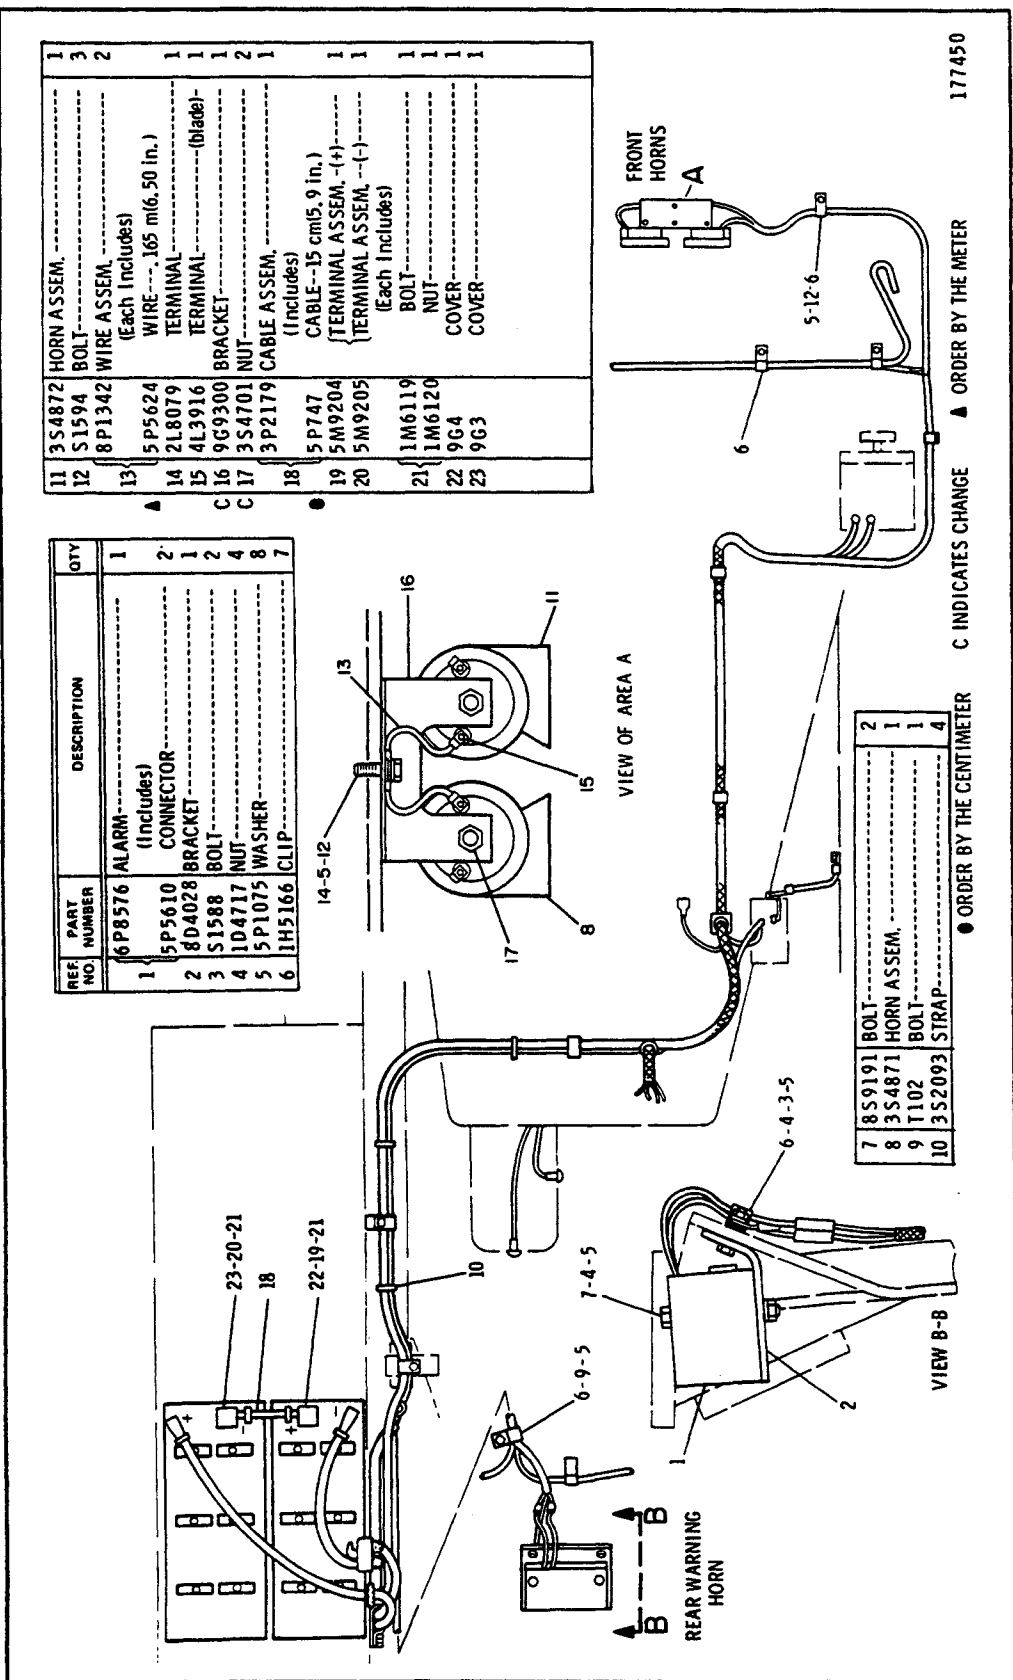 REF. NO. PART NUMBER DESCRIPTION QTY
1 6P8576 ALARM------------------------ 1
(Includes)
5P5610 CONNECTOR---------------- 2
2 8D4028 BRACKET---------------------- 1
3 S1588 BOLT------------------------- 2
4 1D4717 NUT-------------------------- 4
5 5P1075 WASHER----------------------- 8
6 1H5166 CLIP------------------------- 7
7 8S9191 BOLT------------------------- 2
8 3S4871 HORN ASSEM.------------------ 1
9 T102 BOLT------------------------- 1
10 3S2093 STRAP------------------------ 4
11 3S4872 HORN ASSEM.------------------ 1
12 S1594 BOLT------------------------- 3
13 8P1342 WIRE ASSEM.------------------ 2
(Each Includes)
▲ 5P5624 WIRE---.165 m(6.50 in.)
14 2L8079 TERMINAL----------------- 1
15 4L3916 TERMINAL----------(blade)- 1
C 16 9G9300 BRACKET---------------------- 1
C 17 3S4701 NUT-------------------------- 2
18 3P2179 CABLE ASSEM.----------------- 1
(Includes)
● 5P747 CABLE--15 cm(5.9 in.)
19 5M9204 TERMINAL ASSEM.-(+)------ 1
20 5M9205 TERMINAL ASSEM.--(-)----- 1
(Each Includes)
21 1M6119 BOLT----------------- 1
1M6120 NUT------------------ 1
22 9G4 COVER------------------------ 1
23 9G3 COVER------------------------ 1
23-20-21
18
22-19-21
+
-
+
-
10
14-5-12
13
16
17
8
15
11
VIEW OF AREA A
FRONT HORNS
A
5-12-6
6
6-9-5
REAR WARNING HORN
B B
7-4-5
6-4-3-5
1
2
VIEW B-B
● ORDER BY THE CENTIMETER
C INDICATES CHANGE
▲ ORDER BY THE METER
177450